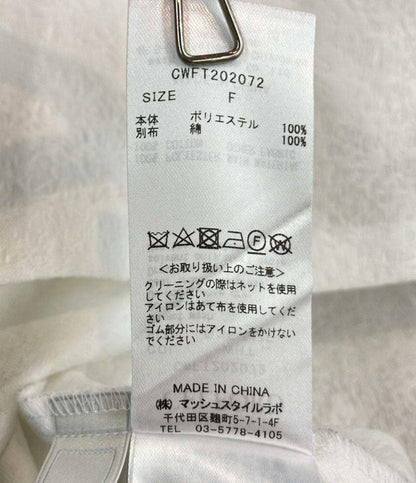 CWFT202072
SIZE F
本体 ポリエステル 100%
別布 綿 100%
<お取り扱い上のご注意>
クリーニングの際はネットを使用
してください
アイロンはあて布を使用してくだ
さい
ゴム部分にはアイロンをかけない
でください
MADE IN CHINA
(株) マッシュスタイルラボ
千代田区麹町5-7-1-4F
TEL 03-5778-4105